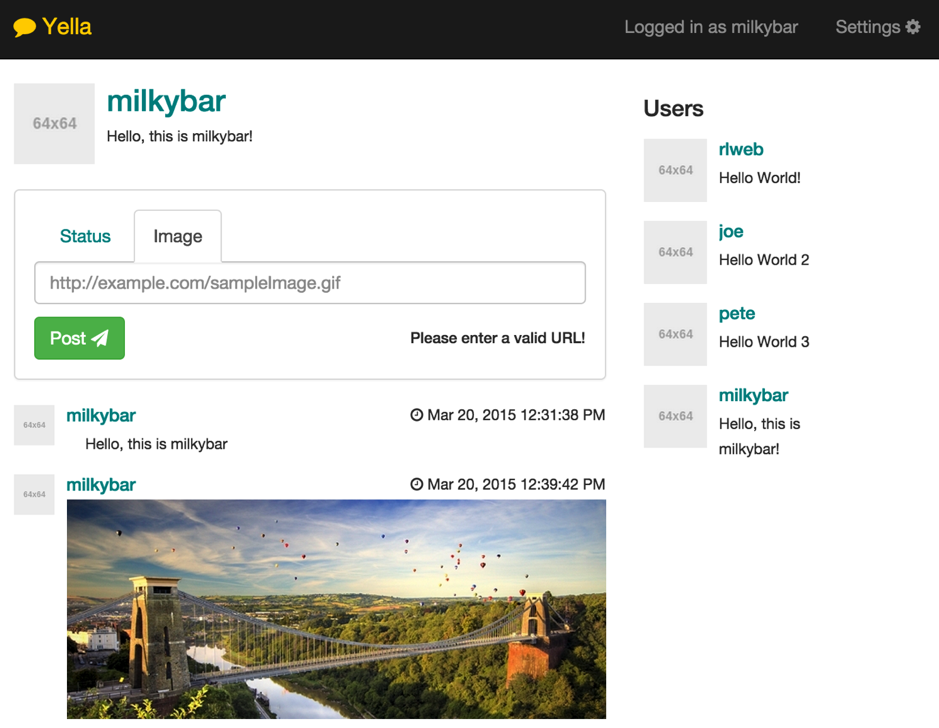 Yella
Logged in as milkybar
Settings
64x64
milkybar
Hello, this is milkybar!
Status
Image
http://example.com/sampleImage.gif
Post
Please enter a valid URL!
64x64
milkybar
Mar 20, 2015 12:31:38 PM
Hello, this is milkybar
64x64
milkybar
Mar 20, 2015 12:39:42 PM
Users
64x64
rlweb
Hello World!
64x64
joe
Hello World 2
64x64
pete
Hello World 3
64x64
milkybar
Hello, this is
milkybar!